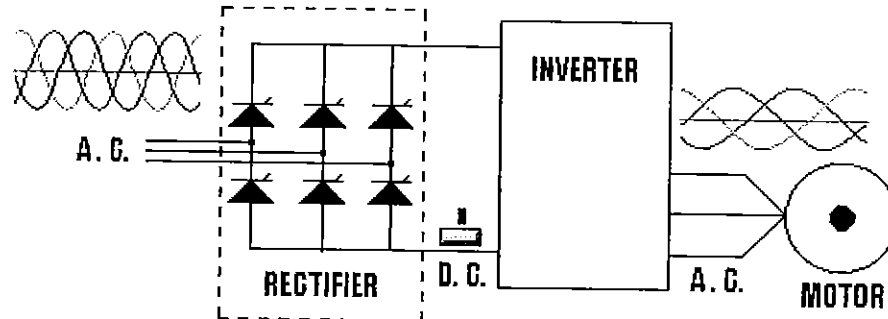 INVERTER
A.C.
RECTIFIER
D.C.
A.C.
MOTOR